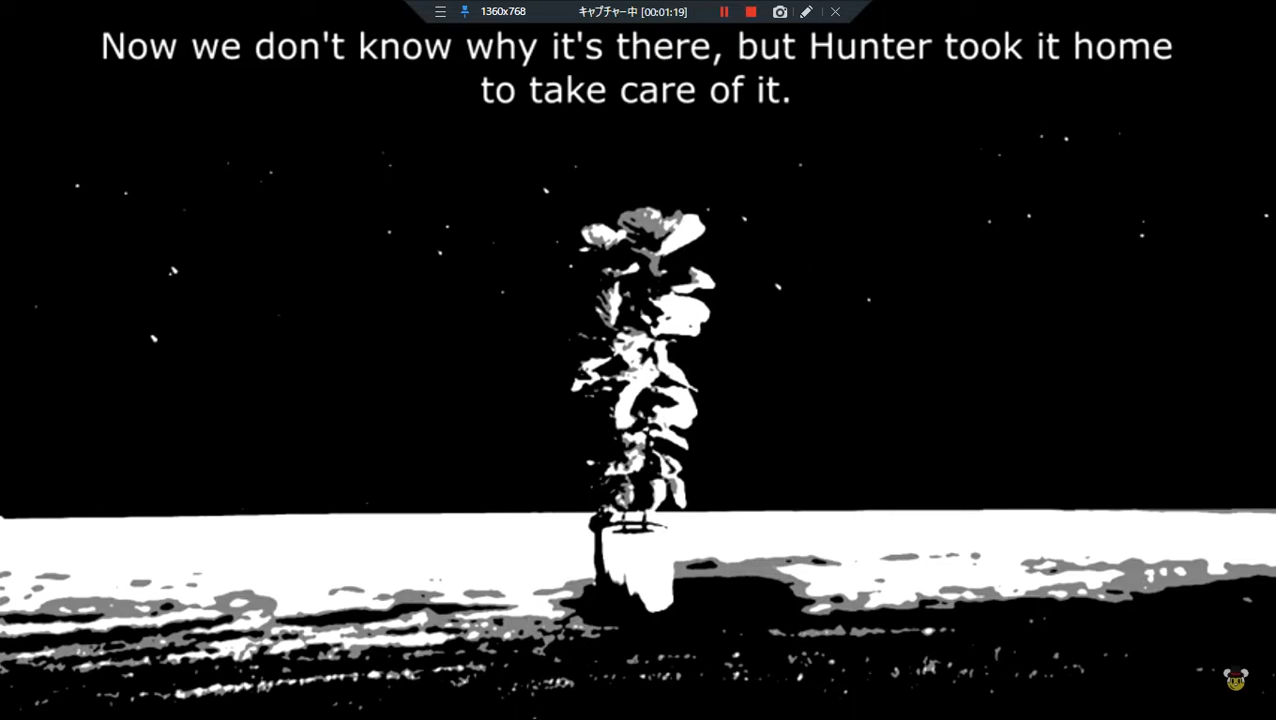 1360x768 キャプチャー中 [00:01:19]
Now we don't know why it's there, but Hunter took it home
to take care of it.